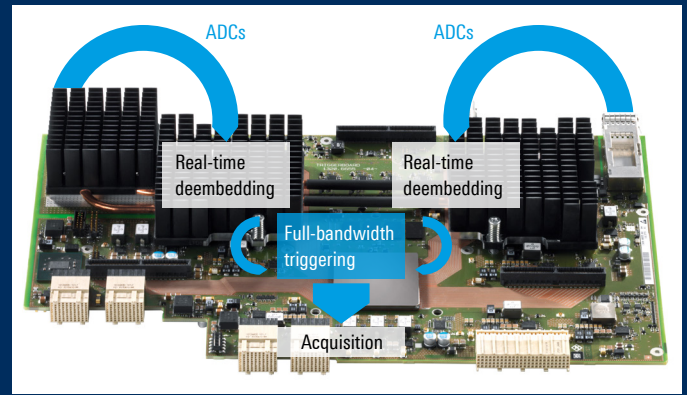 ADCs
ADCs
Real-time
deembedding
Real-time
deembedding
Full-bandwidth
triggering
Acquisition